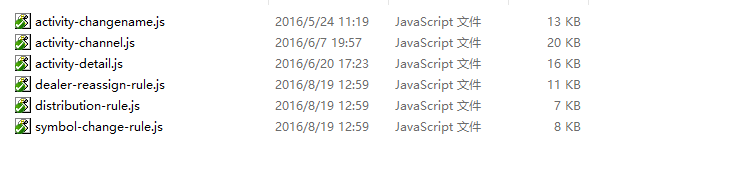 activity-changename.js 2016/5/24 11:19 JavaScript 文件 13 KB
activity-channel.js 2016/6/7 19:57 JavaScript 文件 20 KB
activity-detail.js 2016/6/20 17:23 JavaScript 文件 16 KB
dealer-reassign-rule.js 2016/8/19 12:59 JavaScript 文件 11 KB
distribution-rule.js 2016/8/19 12:59 JavaScript 文件 7 KB
symbol-change-rule.js 2016/8/19 12:59 JavaScript 文件 8 KB